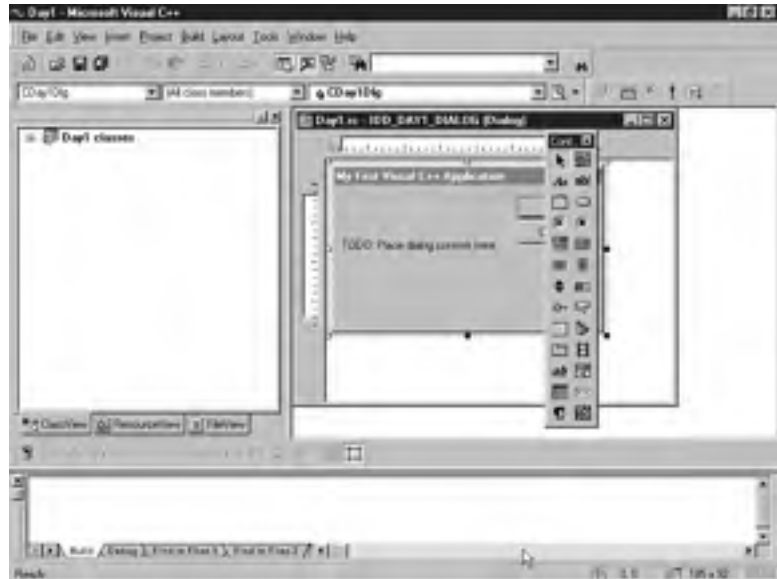 Day1 - Microsoft Visual C++
File Edit View Insert Project Build Layout Tools Window Help
CDay1Dlg
(All class members)
CDay1Dlg
Day1 classes
Day1.rc - IDD_DAY1_DIALOG (Dialog)
My First Visual C++ Application
TODO: Place dialog controls here.
ClassView
ResourceView
FileView
Build
Debug
Find in Files 1
Find in Files 2
Ready